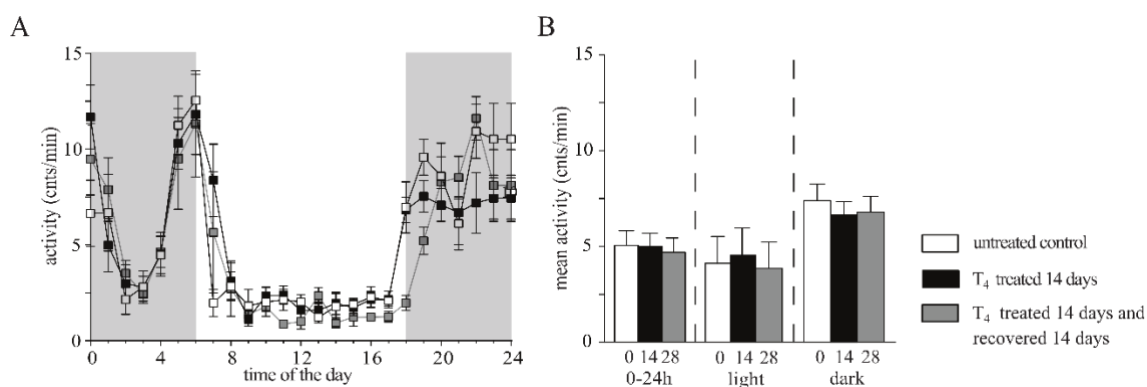 A
15
10
5
0
activity (cnts/min)
0 4 8 12 16 20 24
time of the day
B
15
10
5
0
mean activity (cnts/min)
0 14 28 0 14 28 0 14 28
0-24h light dark
untreated control
T₄ treated 14 days
T₄ treated 14 days and
recovered 14 days